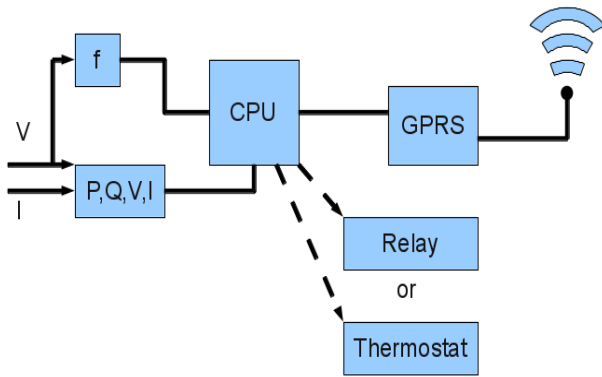 f
V
CPU
GPRS
P,Q,V,I
I
Relay
or
Thermostat